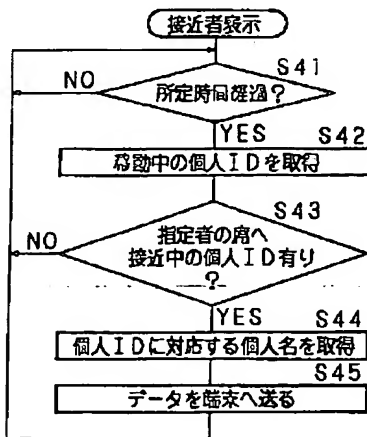 接近者表示
S41
NO
所定時間経過?
YES
S42
移動中の個人IDを取得
S43
指定者の席へ
接近中の個人ID有り
?
NO
YES
S44
個人IDに対応する個人名を取得
S45
データを端末へ送る